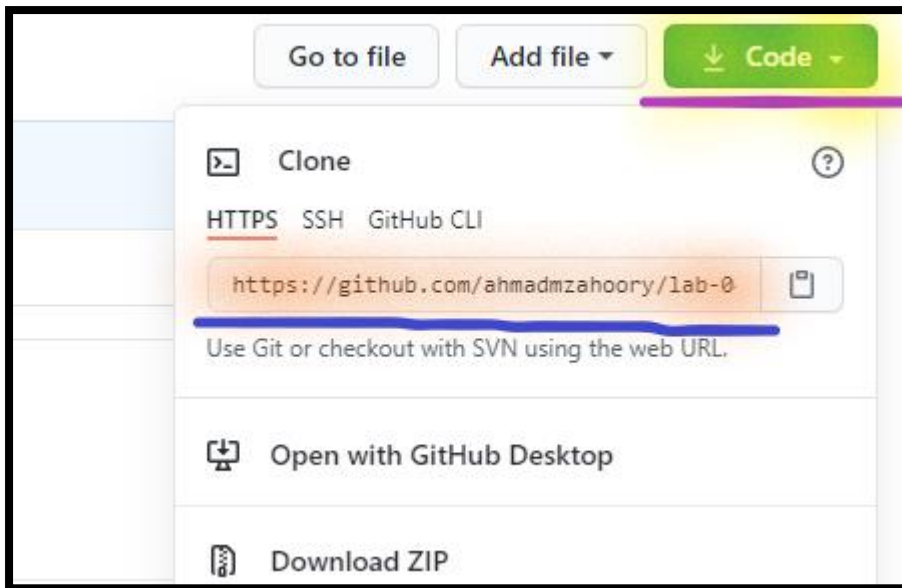 Go to file Add file Code
Clone
HTTPS SSH GitHub CLI
https://github.com/ahmadmzahoory/lab-0
Use Git or checkout with SVN using the web URL.
Open with GitHub Desktop
Download ZIP